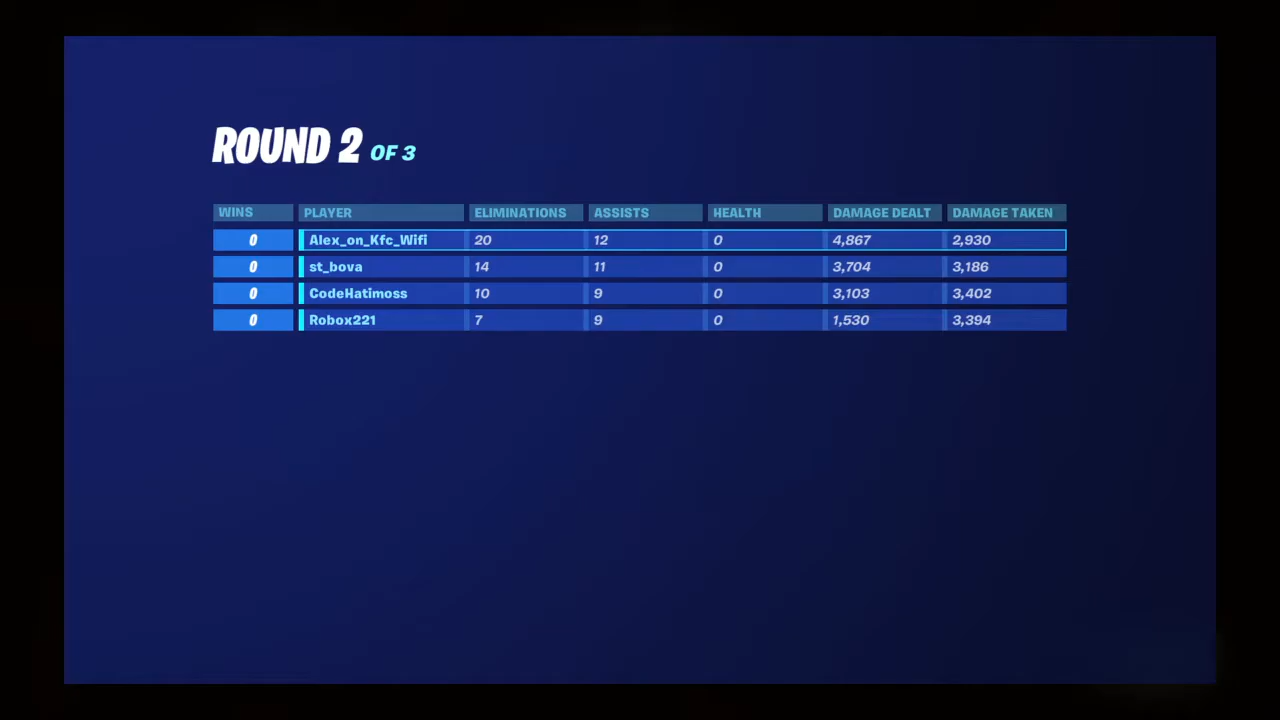 ROUND 2 OF 3
WINS PLAYER ELIMINATIONS ASSISTS HEALTH DAMAGE DEALT DAMAGE TAKEN
0 Alex_on_Kfc_Wifi 20 12 0 4,867 2,930
0 st_bova 14 11 0 3,704 3,186
0 CodeHatimoss 10 9 0 3,103 3,402
0 Robox221 7 9 0 1,530 3,394